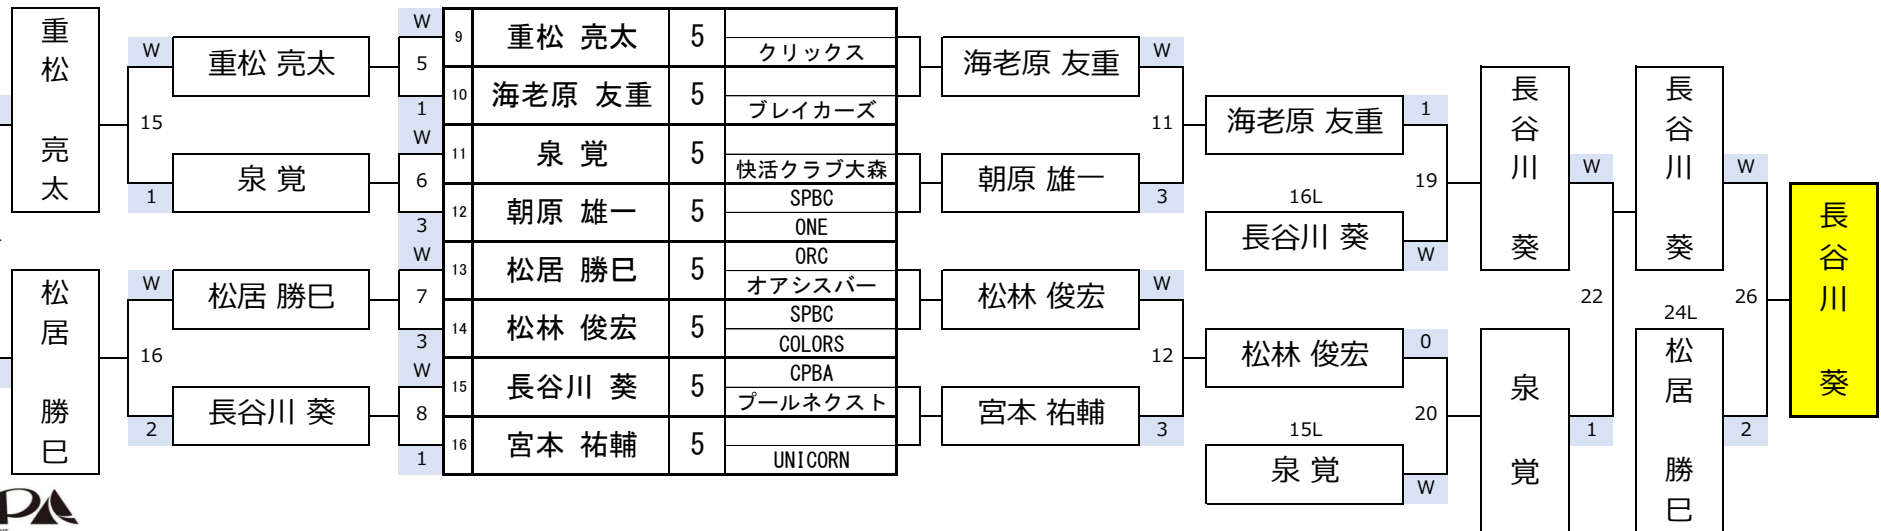 重松 亮太
松居 勝巳
W
15
1
W
16
2
重松 亮太
泉 覚
松居 勝巳
長谷川 葵
W
5
1
W
6
3
W
7
3
W
8
1
9 重松 亮太 5 クリックス
10 海老原 友重 5 ブレイカーズ
11 泉 覚 5 快活クラブ大森
12 朝原 雄一 5 SPBC
ONE
13 松居 勝巳 5 ORC
オアシスバー
14 松林 俊宏 5 SPBC
COLORS
15 長谷川 葵 5 CPBA
プールネクスト
16 宮本 祐輔 5 UNICORN
海老原 友重
朝原 雄一
松林 俊宏
宮本 祐輔
W
11
3
W
12
3
海老原 友重
16L
長谷川 葵
松林 俊宏
15L
泉 覚
1
19
W
0
20
W
長谷川 葵
泉 覚
W
22
1
長谷川 葵
24L
松居 勝巳
W
26
2
長谷川 葵
PA